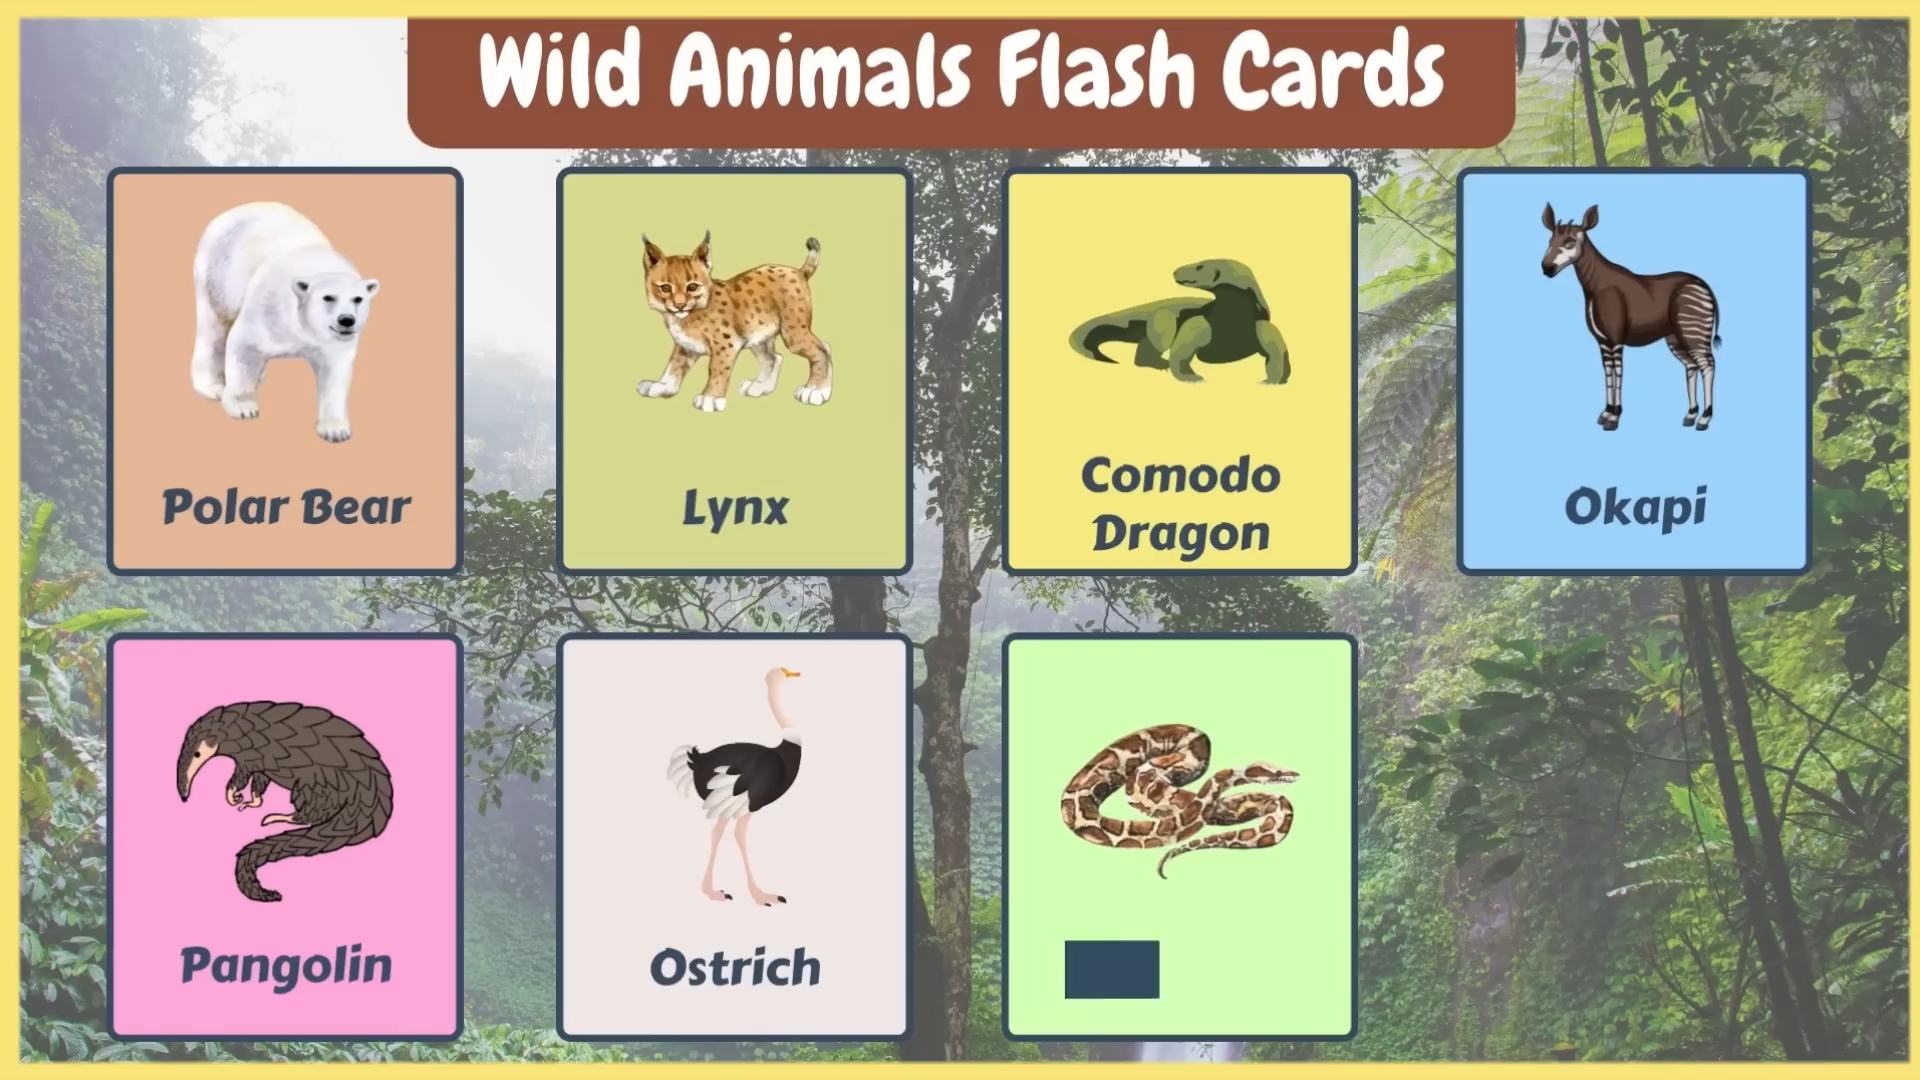 Wild Animals Flash Cards
Polar Bear
Lynx
Comodo
Dragon
Okapi
Pangolin
Ostrich